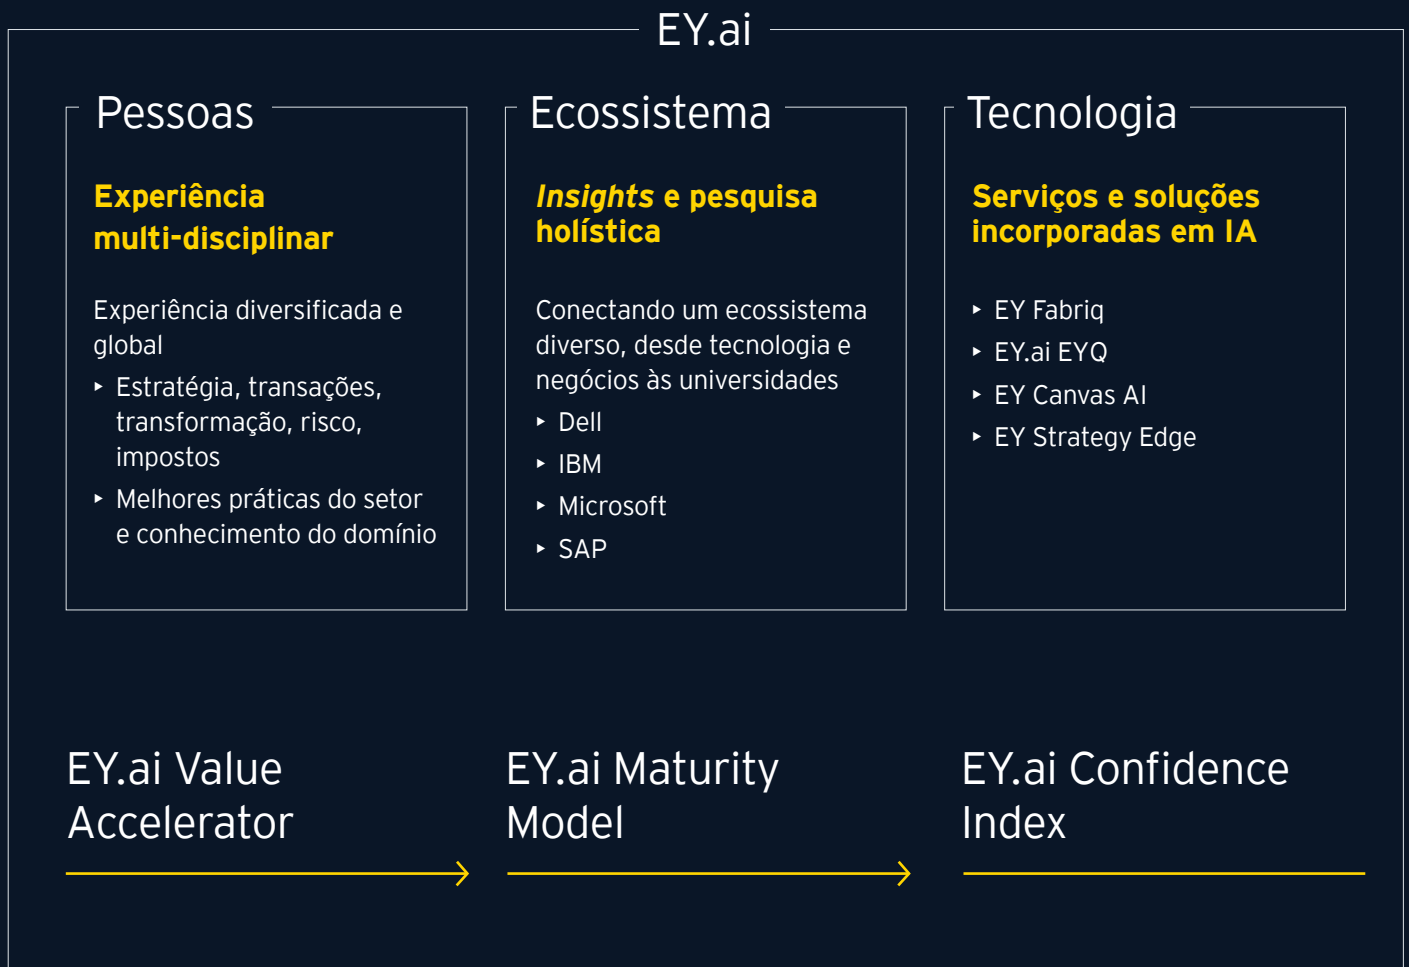 EY.ai
Pessoas
Experiência
multi-disciplinar
Experiência diversificada e
global
‣ Estratégia, transações,
transformação, risco,
impostos
‣ Melhores práticas do setor
e conhecimento do domínio
Ecossistema
Insights e pesquisa
holística
Conectando um ecossistema
diverso, desde tecnologia e
negócios às universidades
‣ Dell
‣ IBM
‣ Microsoft
‣ SAP
Tecnologia
Serviços e soluções
incorporadas em IA
‣ EY Fabriq
‣ EY.ai EYQ
‣ EY Canvas AI
‣ EY Strategy Edge
EY.ai Value
Accelerator
EY.ai Maturity
Model
EY.ai Confidence
Index